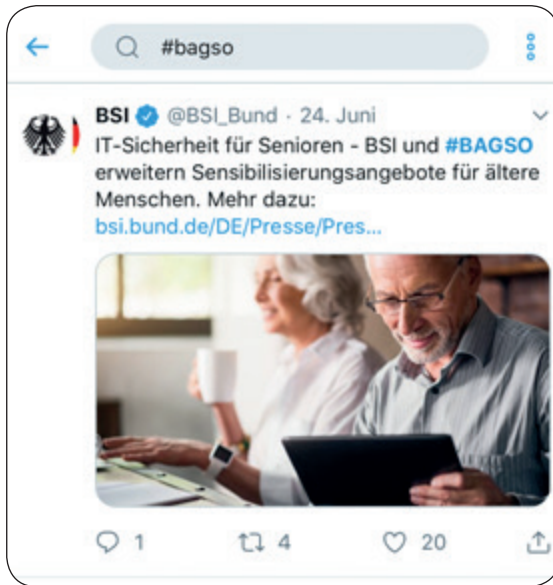 #bagso
BSI @BSI_Bund · 24. Juni
IT-Sicherheit für Senioren - BSI und #BAGSO
erweitern Sensibilisierungsangebote für ältere
Menschen. Mehr dazu:
bsi.bund.de/DE/Presse/Pres...
1 4 20